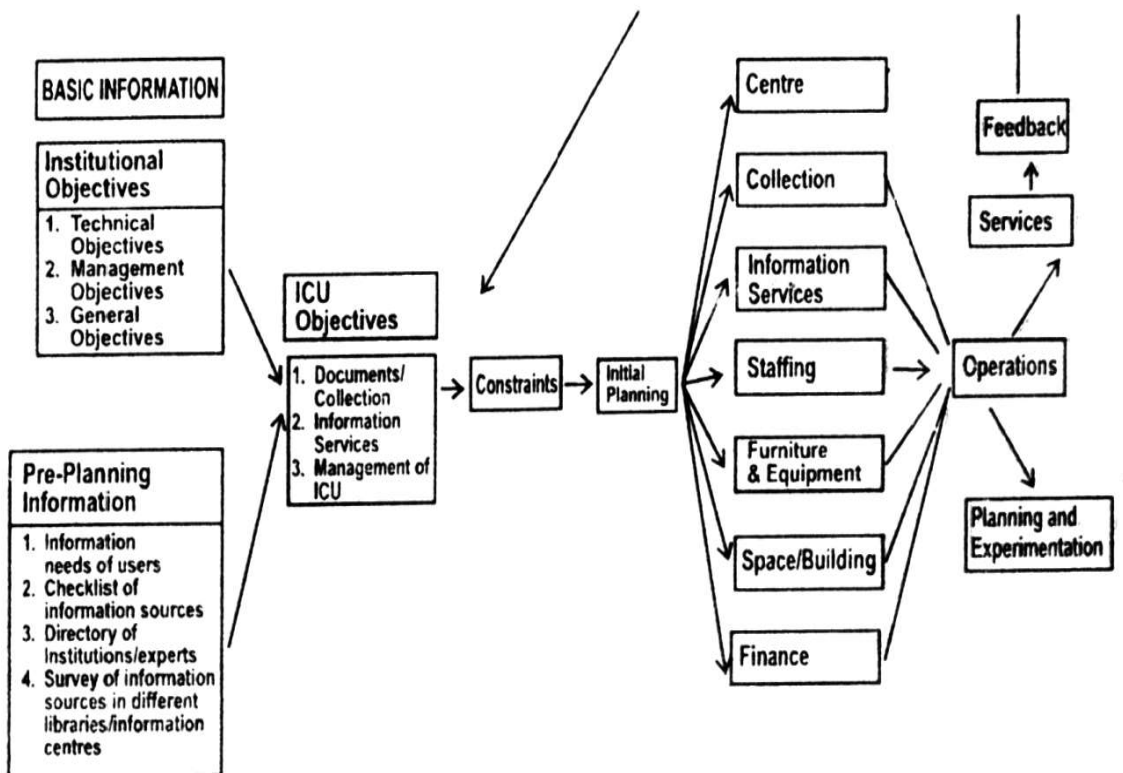 BASIC INFORMATION
Institutional
Objectives
1. Technical
Objectives
2. Management
Objectives
3. General
Objectives
Pre-Planning
Information
1. Information
needs of users
2. Checklist of
information sources
3. Directory of
Institutions/experts
4. Survey of information
sources in different
libraries/information
centres
ICU
Objectives
1. Documents/
Collection
2. Information
Services
3. Management of
ICU
Constraints
Initial
Planning
Centre
Collection
Information
Services
Staffing
Furniture
& Equipment
Space/Building
Finance
Operations
Services
Feedback
Planning and
Experimentation